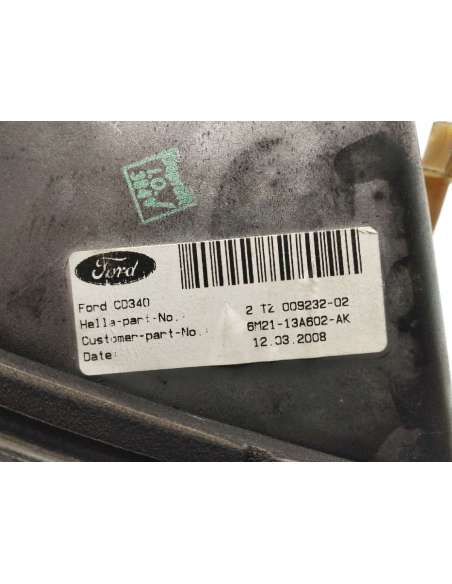 Ford
Ford CD340
Hella-part-No.: 2 TZ 009232-02
Customer-part-No.: 6M21-13A602-AK
Date: 12.03.2008